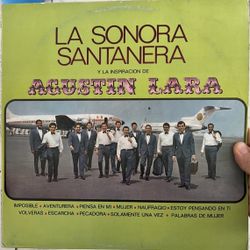 LA SONORA
SANTANERA
Y LA INSPIRACION DE
AGUSTIN LARA
IMPOSIBLE • AVENTURERA • PIENSA EN MI • MUJER • NAUFRAGIO • ESTOY PENSANDO EN TI
VOLVERAS • ESCARCHA • PECADORA • SOLAMENTE UNA VEZ • PALABRAS DE MUJER